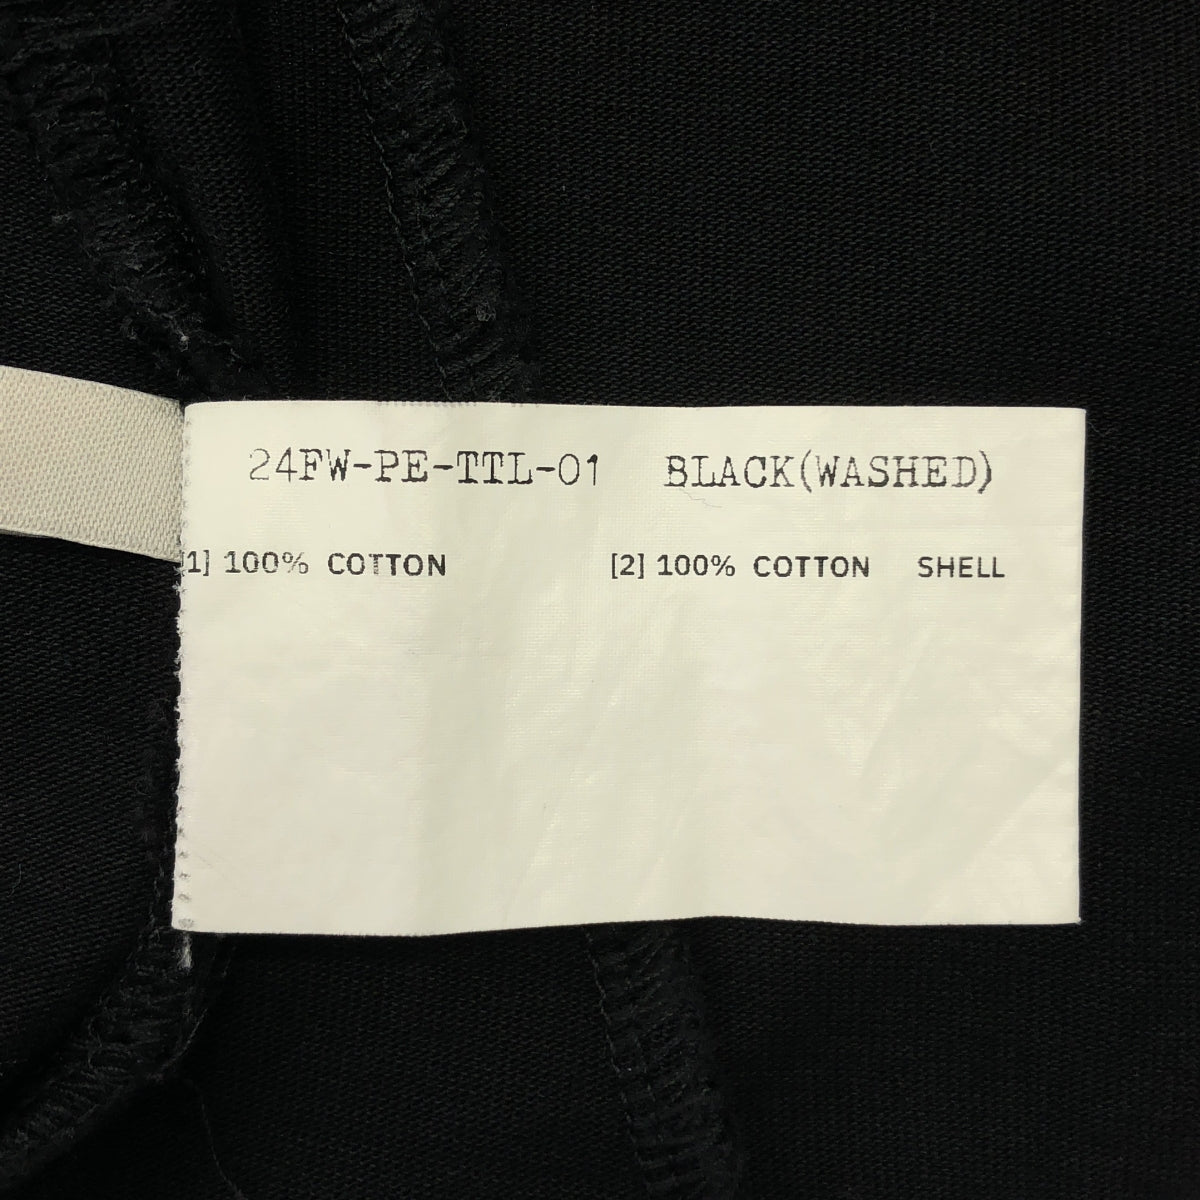 24FW-PE-TTL-01 BLACK(WASHED)
[1] 100% COTTON [2] 100% COTTON SHELL